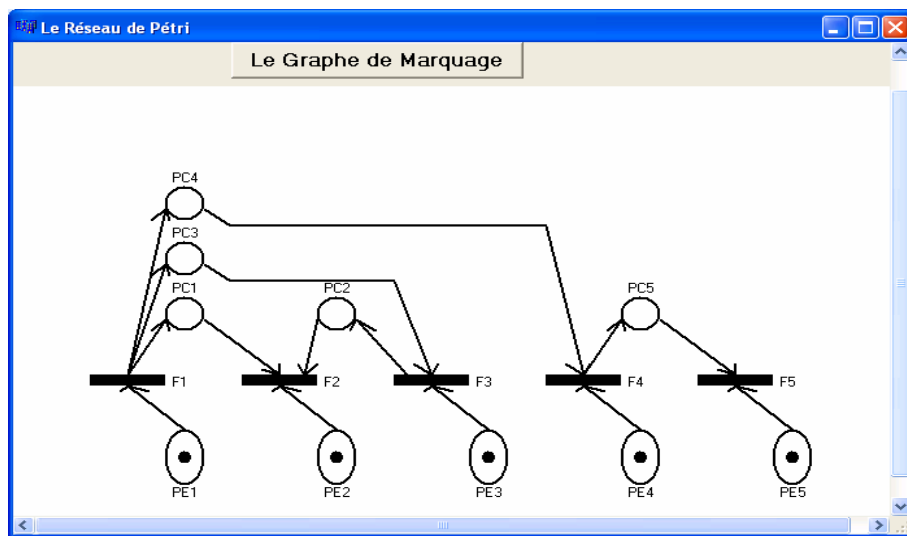 Le Réseau de Pétri
Le Graphe de Marquage
PC4
PC3
PC1 PC2 PC5
F1 F2 F3 F4 F5
PE1 PE2 PE3 PE4 PE5